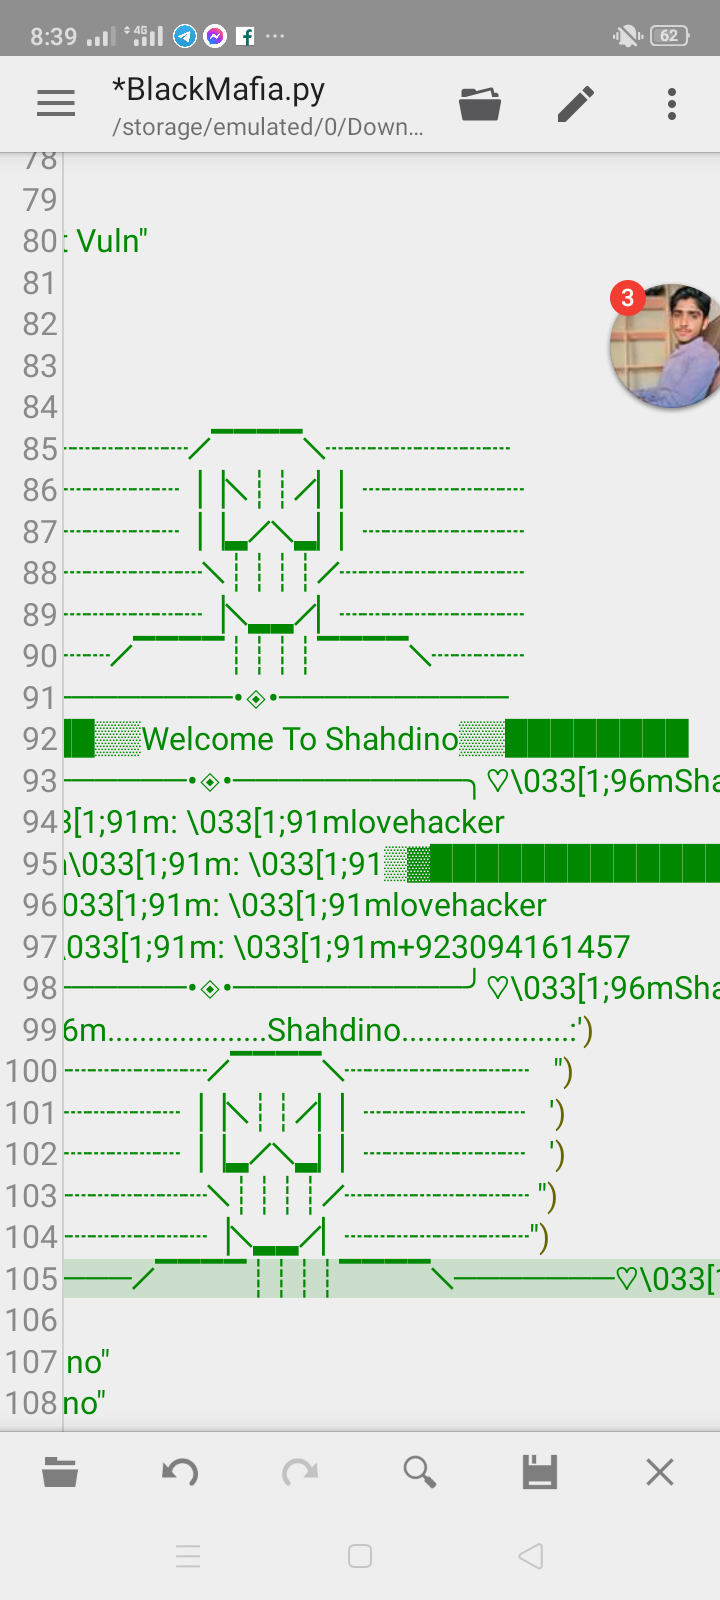 8:39 4G 62
*BlackMafia.py
/storage/emulated/0/Down...
78
79
80 t Vuln"
81
3
82
83
84
85
86
87
88
89
90
91
92 Welcome To Shahdino
93 ♡\033[1;96mSha
94 3[1;91m: \033[1;91mlovehacker
95 \033[1;91m: \033[1;91
96 033[1;91m: \033[1;91mlovehacker
97 \033[1;91m: \033[1;91m+923094161457
98 ♡\033[1;96mSha
99 6m....................Shahdino.....................:')
100 ")
101 ')
102 ')
103 ")
104 ")
105 ♡\033[1
106
107 no"
108 no"